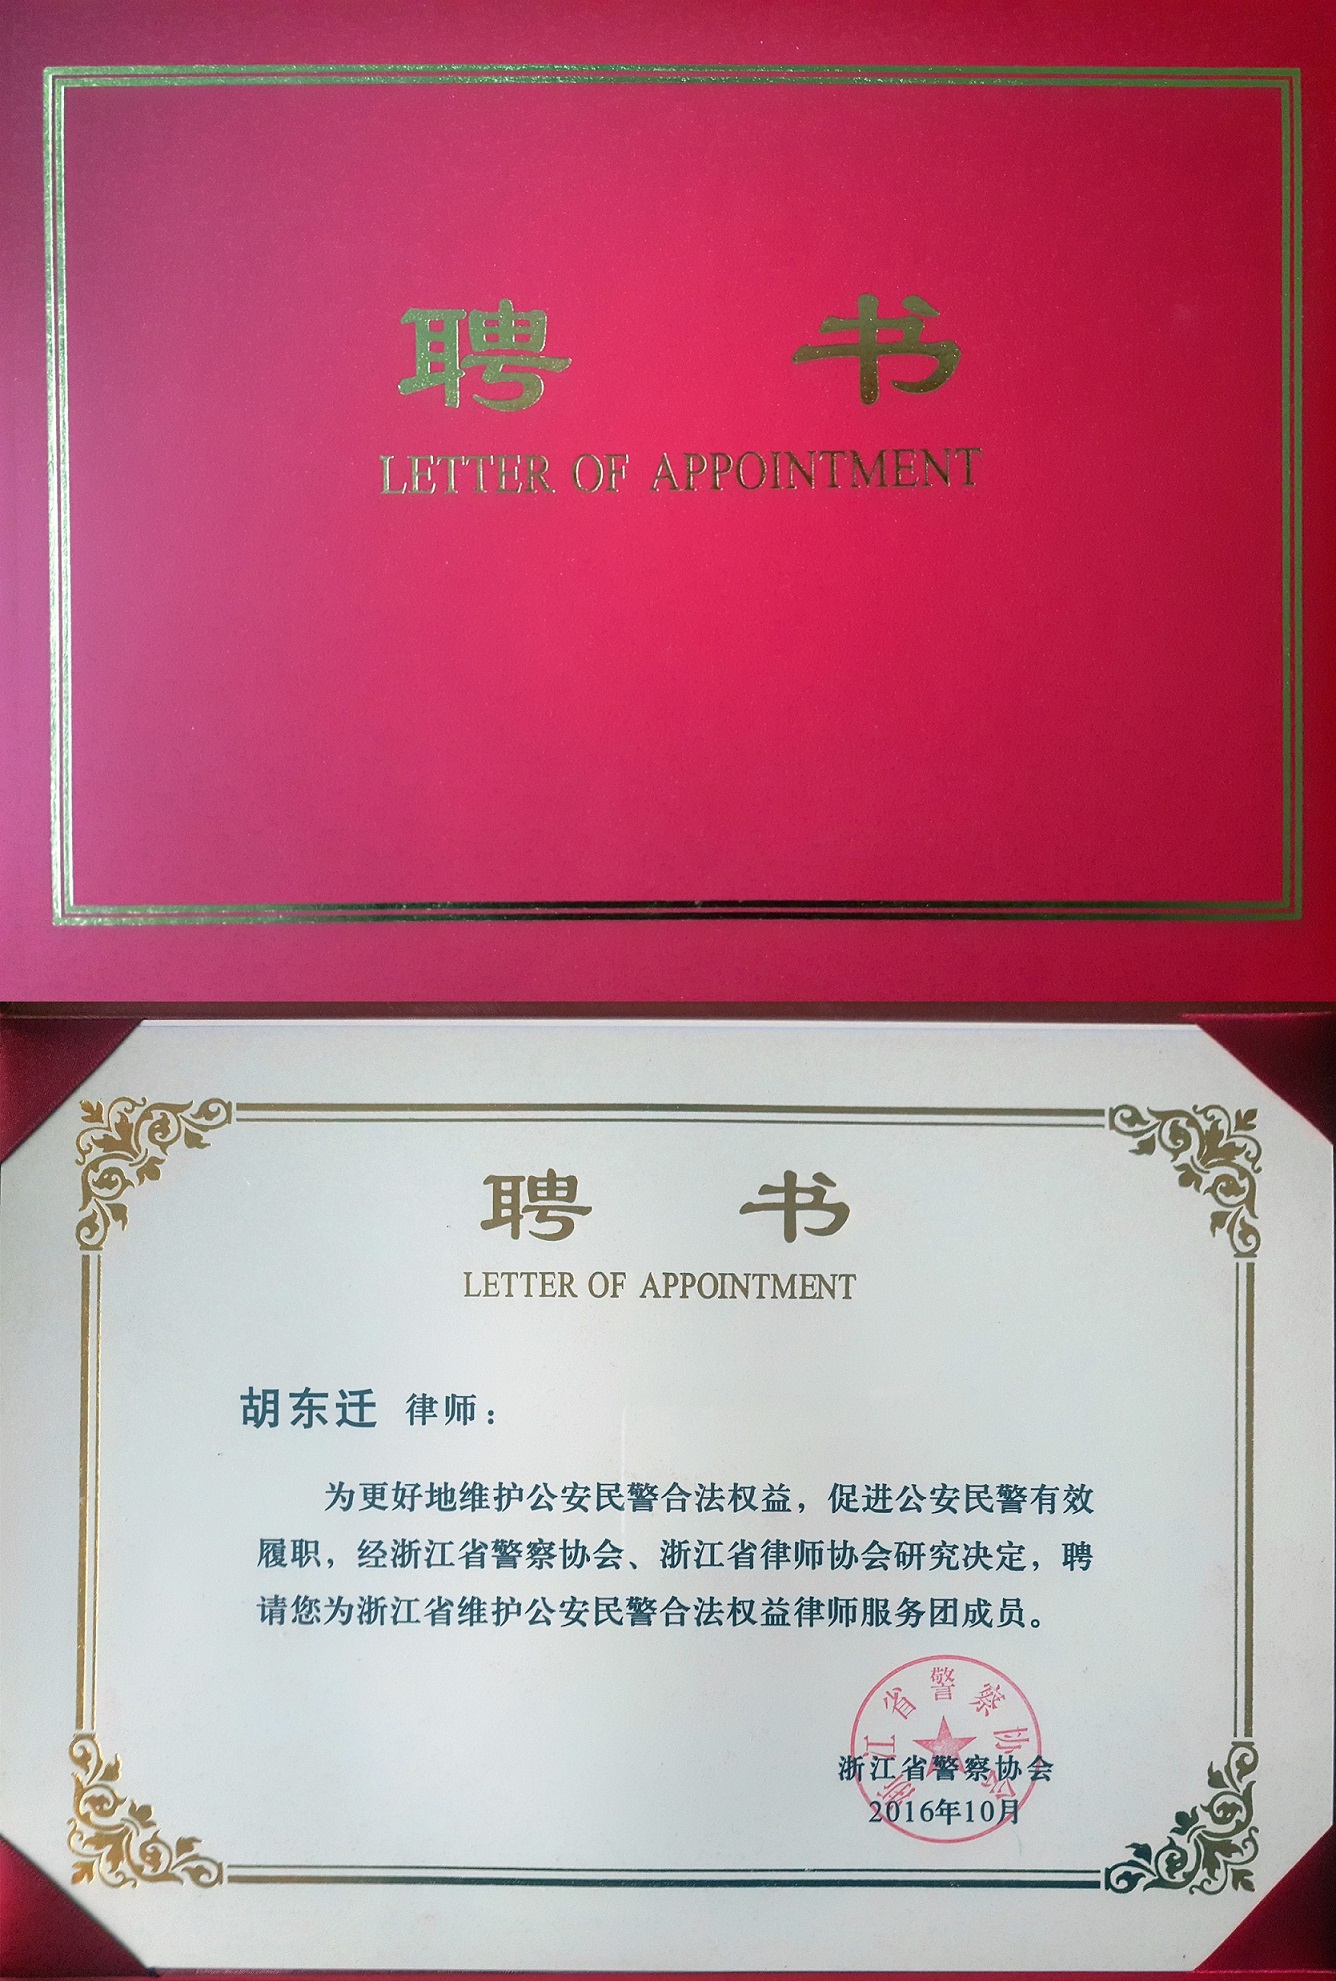 聘 书
LETTER OF APPOINTMENT
聘 书
LETTER OF APPOINTMENT
胡东迁 律师：
为更好地维护公安民警合法权益，促进公安民警有效
履职，经浙江省警察协会、浙江省律师协会研究决定，聘
请您为浙江省维护公安民警合法权益律师服务团成员。
浙江省警察协会
浙江省警察协会
2016年10月